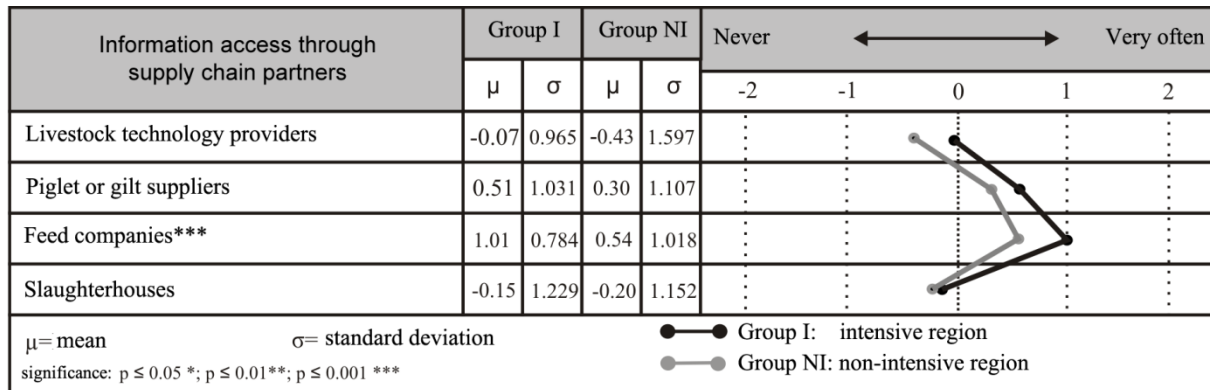 Information access through
supply chain partners
Group I Group NI Never Very often
μ σ μ σ -2 -1 0 1 2
Livestock technology providers -0.07 0.965 -0.43 1.597
Piglet or gilt suppliers 0.51 1.031 0.30 1.107
Feed companies*** 1.01 0.784 0.54 1.018
Slaughterhouses -0.15 1.229 -0.20 1.152
μ= mean σ= standard deviation
significance: p ≤ 0.05 *; p ≤ 0.01**; p ≤ 0.001 ***
Group I: intensive region
Group NI: non-intensive region